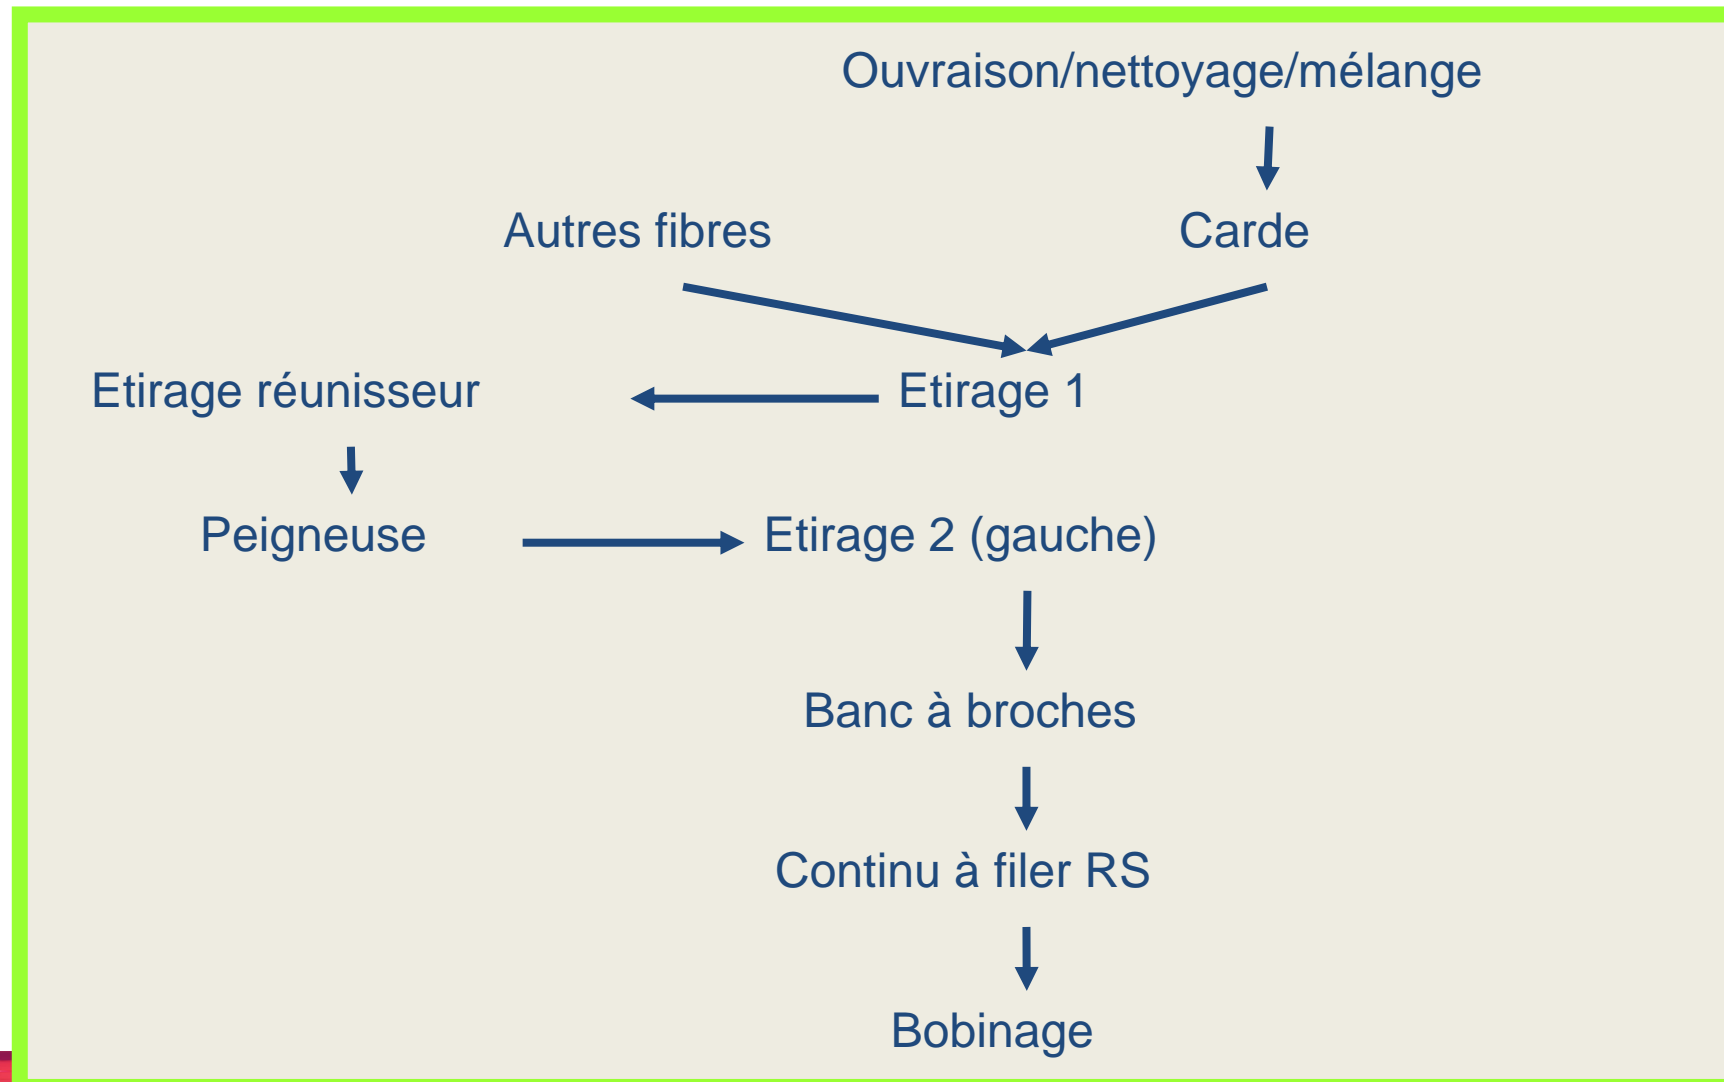 Ouvraison/nettoyage/mélange
Autres fibres
Carde
Etirage réunisseur
Etirage 1
Peigneuse
Etirage 2 (gauche)
Banc à broches
Continu à filer RS
Bobinage